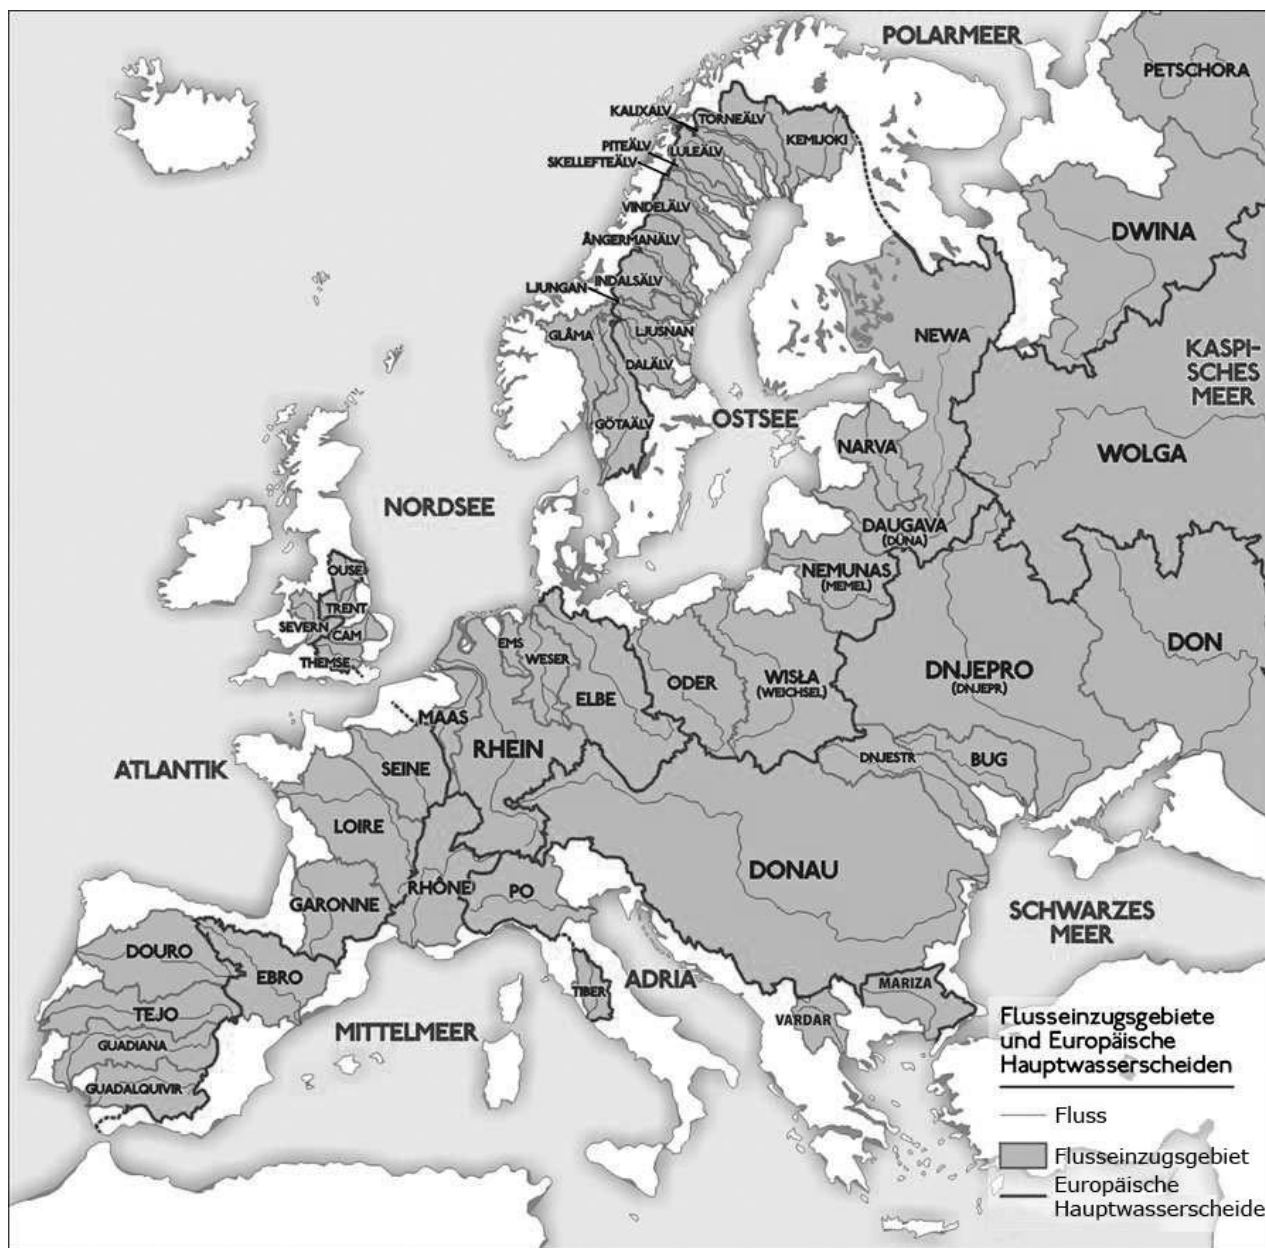 POLARMEER
PETSCHORA
KALIXÄLV
TORNEÄLV
PITEÄLV
LULEÄLV
KEMIJOKI
SKELLEFTEÄLV
VINDELÄLV
DWINA
ÅNGERMANÄLV
INDALSÄLV
LJUNGAN
GLÅMA
LJUSNAN
NEWA
DALÄLV
KASPI-
SCHES
MEER
GÖTAÄLV
OSTSEE
NARVA
WOLGA
NORDSEE
DAUGAVA
(DÜNA)
NEMUNAS
(MEMEL)
OUSE
TRENT
SEVERN
CAM
THEMSE
EMS
WESER
ELBE
ODER
WISŁA
(WEICHSEL)
DNJEPRO
(DNJEPR)
DON
MAAS
RHEIN
SEINE
DNJESTR
BUG
ATLANTIK
LOIRE
DONAU
RHÔNE
PO
GARONNE
SCHWARZES
MEER
DOURO
EBRO
TIBER
ADRIA
MARIZA
TEJO
MITTELMEER
VARDAR
GUADIANA
GUADALQUIVIR
Flusseinzugsgebiete
und Europäische
Hauptwasserscheiden
Fluss
Flusseinzugsgebiet
Europäische
Hauptwasserscheide